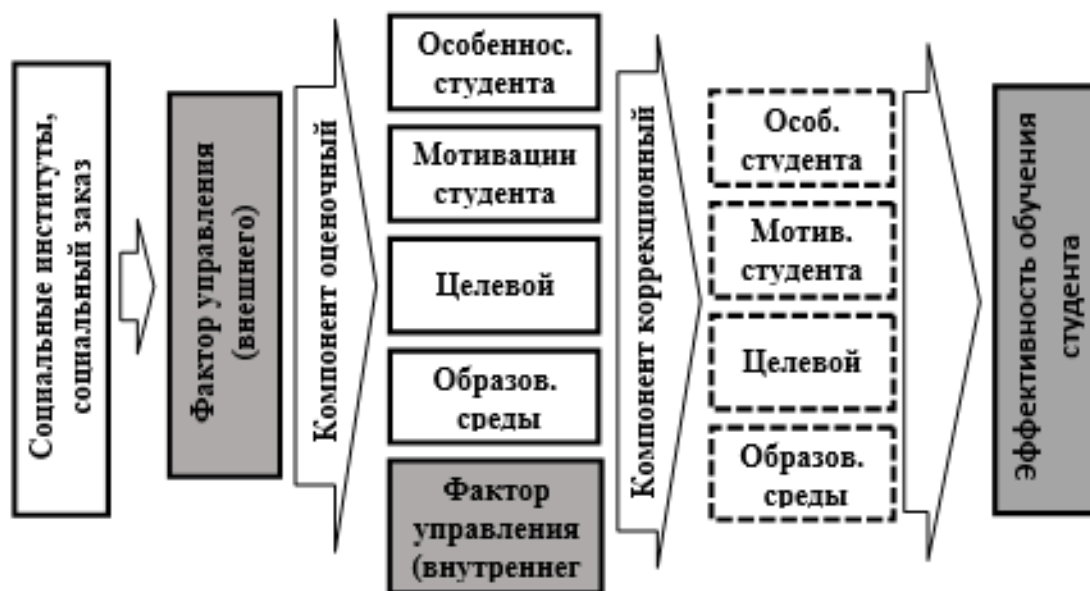 Социальные институты,
социальный заказ
Фактор управления
(внешнего)
Компонент оценочный
Особеннос.
студента
Мотивации
студента
Целевой
Образов.
среды
Фактор
управления
(внутреннег
Компонент коррекционный
Особ.
студента
Мотив.
студента
Целевой
Образов.
среды
Эффективность обучения
студента